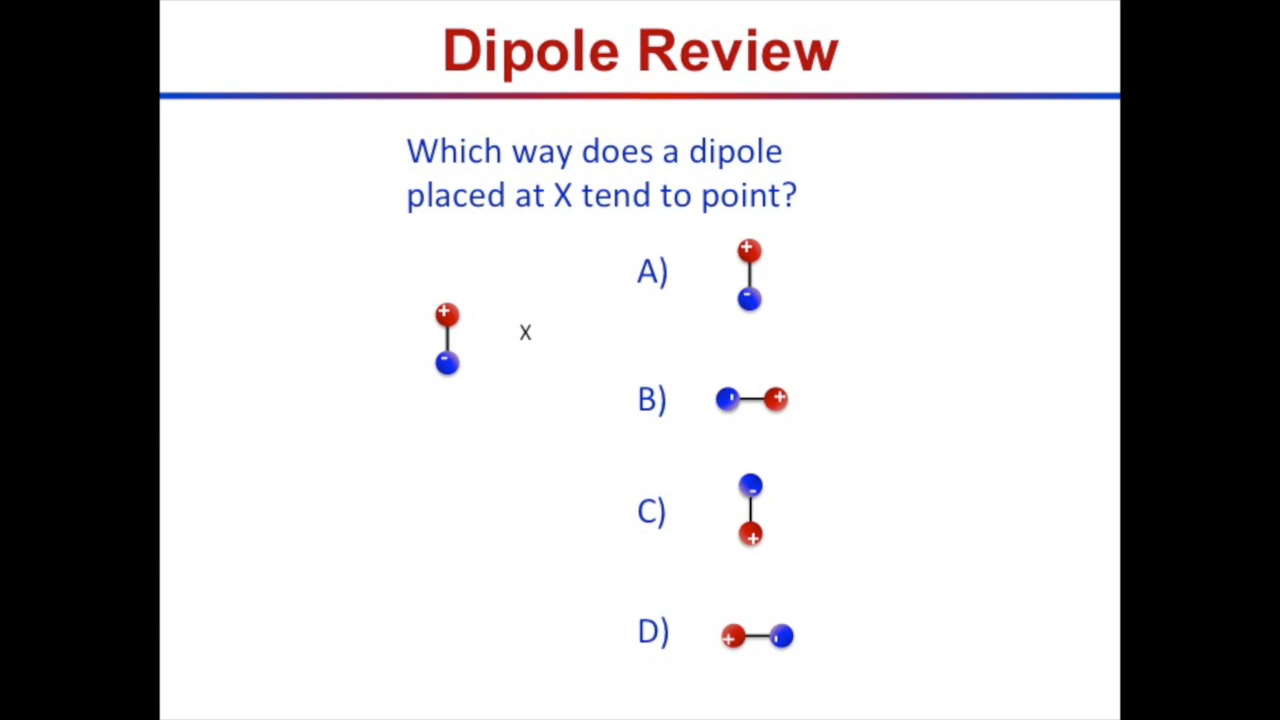 Dipole Review
Which way does a dipole
placed at X tend to point?
A)
+
-
+
-
X
B)
-
+
C)
-
+
D)
+
-